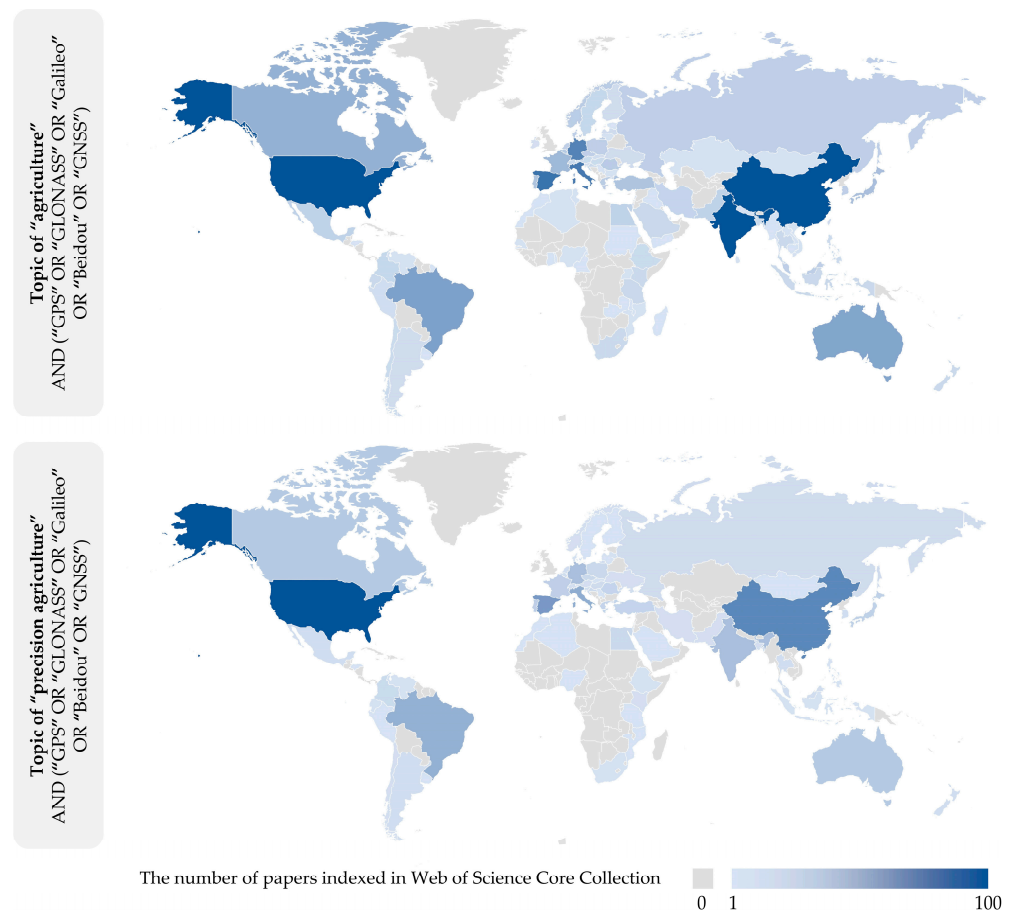 Topic of “agriculture”
AND (“GPS” OR “GLONASS” OR “Galileo”
OR “Beidou” OR “GNSS”)
Topic of “precision agriculture”
AND (“GPS” OR “GLONASS” OR “Galileo”
OR “Beidou” OR “GNSS”)
The number of papers indexed in Web of Science Core Collection
0 1 100